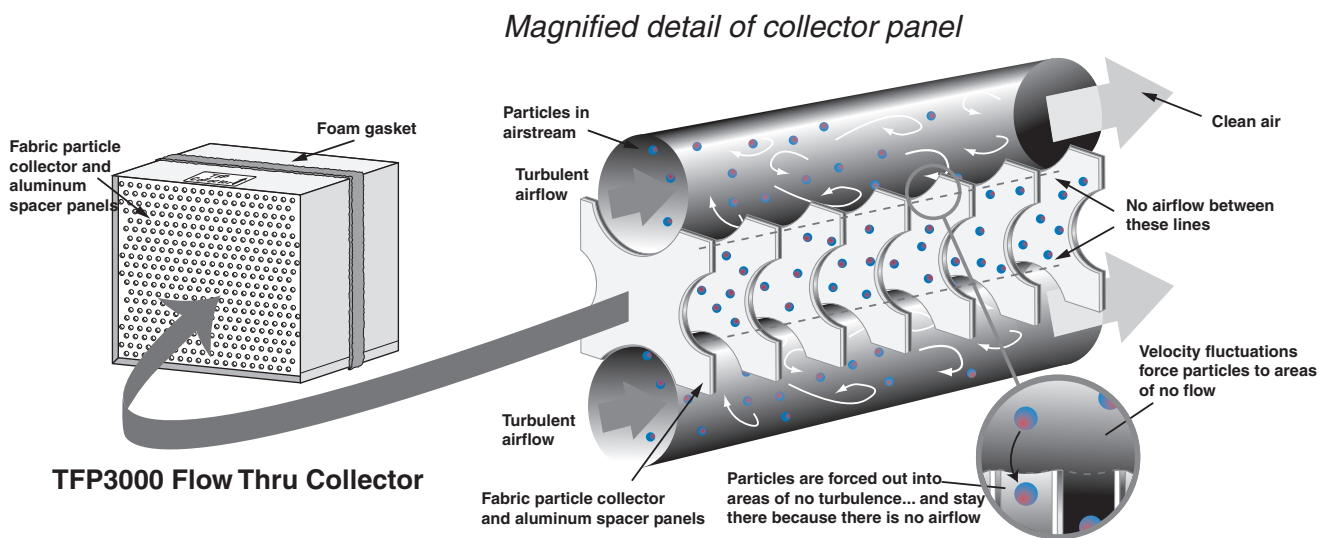 Magnified detail of collector panel
Particles in
airstream
Clean air
Foam gasket
Fabric particle
collector and
aluminum
spacer panels
Turbulent
airflow
No airflow between
these lines
Velocity fluctuations
force particles to areas
of no flow
Turbulent
airflow
TFP3000 Flow Thru Collector
Fabric particle collector
and aluminum spacer panels
Particles are forced out into
areas of no turbulence... and stay
there because there is no airflow